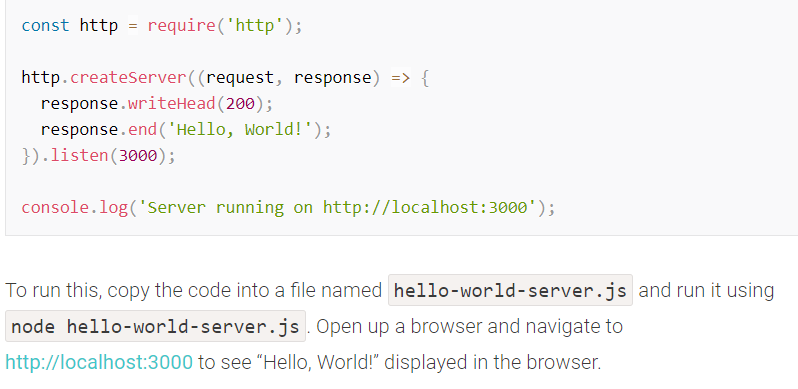 const http = require('http');
http.createServer((request, response) => {
  response.writeHead(200);
  response.end('Hello, World!');
}).listen(3000);
console.log('Server running on http://localhost:3000');
To run this, copy the code into a file named hello-world-server.js and run it using
node hello-world-server.js. Open up a browser and navigate to
http://localhost:3000 to see “Hello, World!” displayed in the browser.